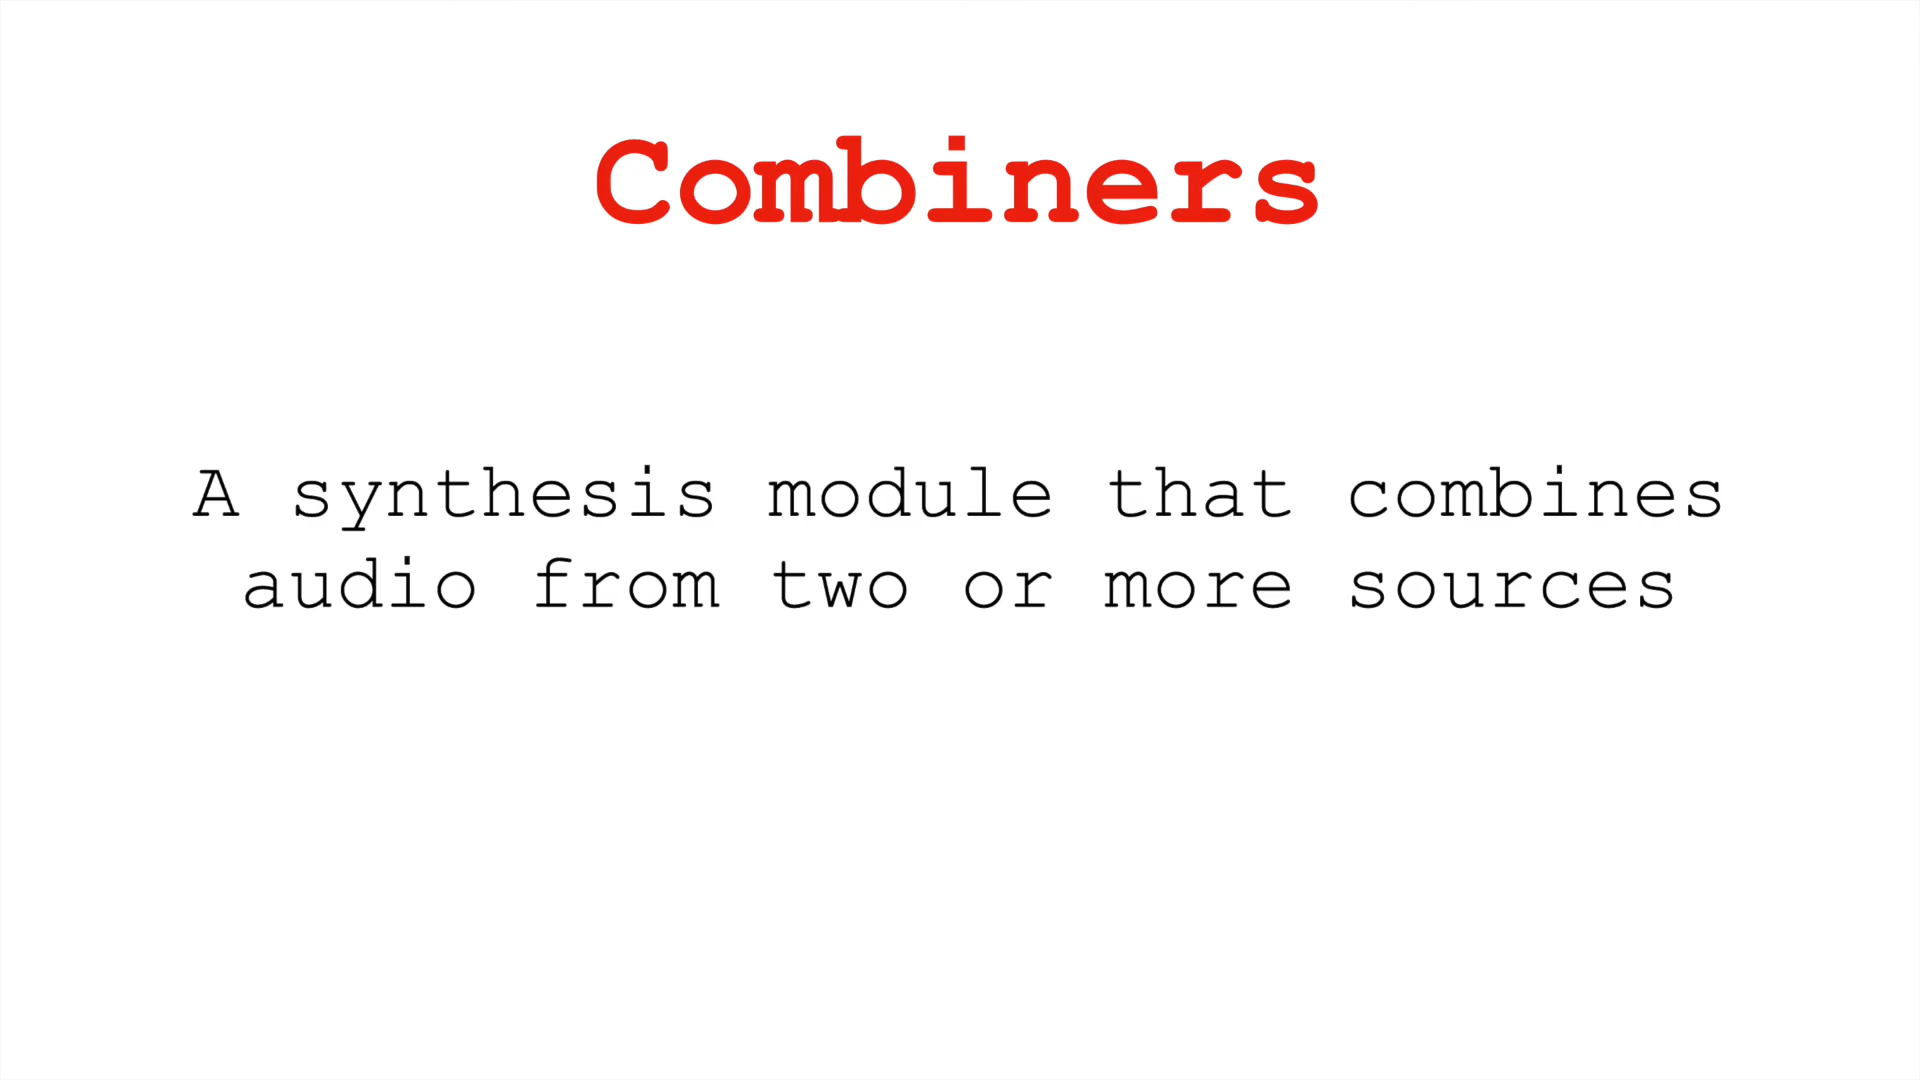 Combiners
A synthesis module that combines
audio from two or more sources